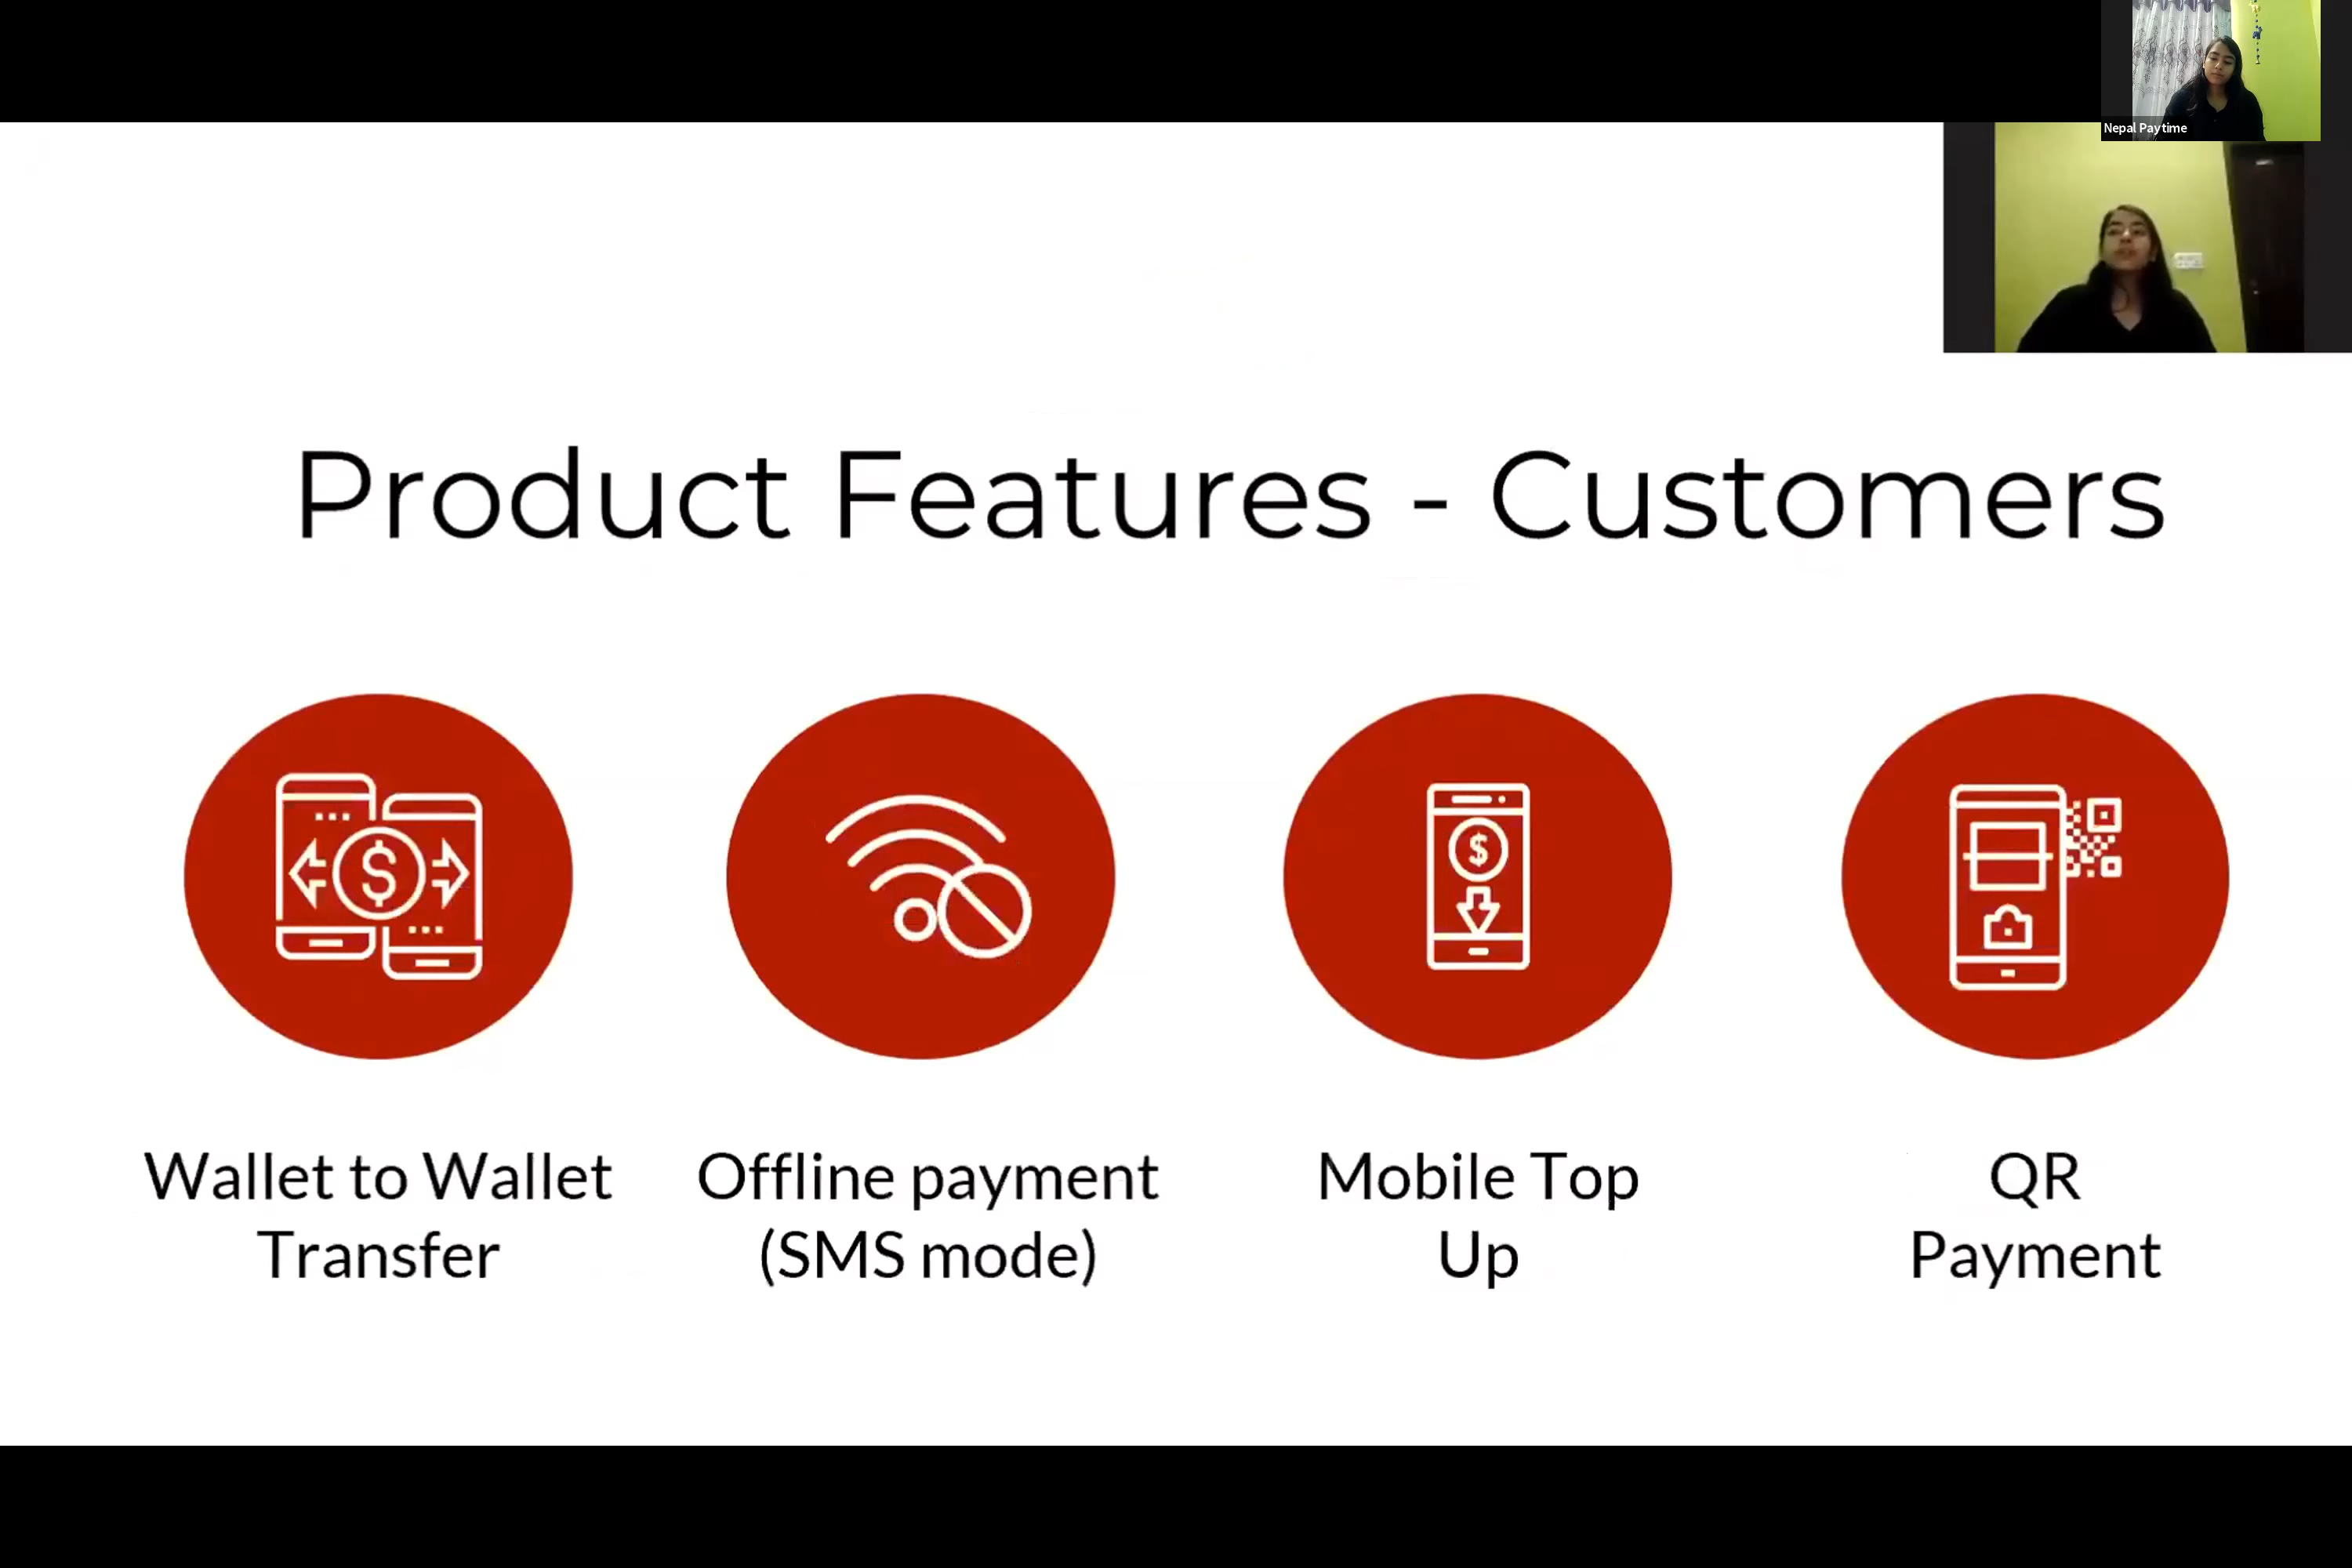 Nepal Paytime
Product Features - Customers
Wallet to Wallet
Transfer
Offline payment
(SMS mode)
Mobile Top
Up
QR
Payment